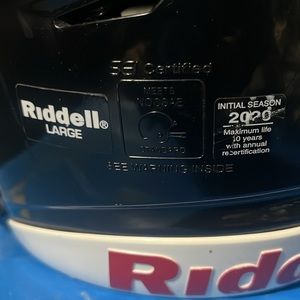 SEI Certified
MEETS
NOCSAE
STANDARD
SEE WARNING INSIDE
Riddell®
LARGE
INITIAL SEASON
2020
Maximum life
10 years
with annual
recertification
Ridd